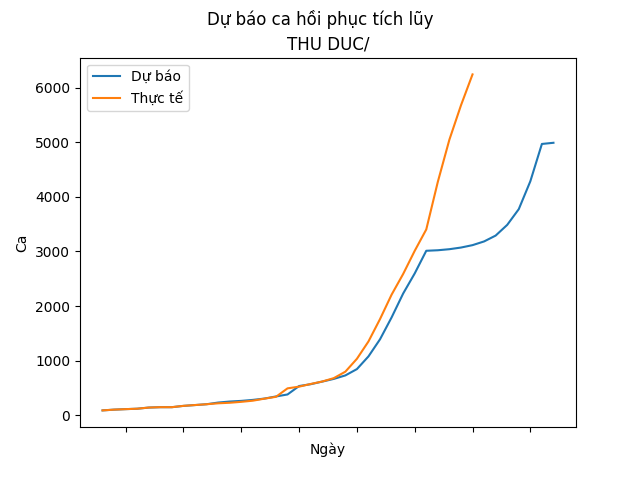 Dự báo ca hồi phục tích lũy
THU DUC/
Dự báo
Thực tế
6000
5000
4000
3000
2000
1000
0
Ca
Ngày